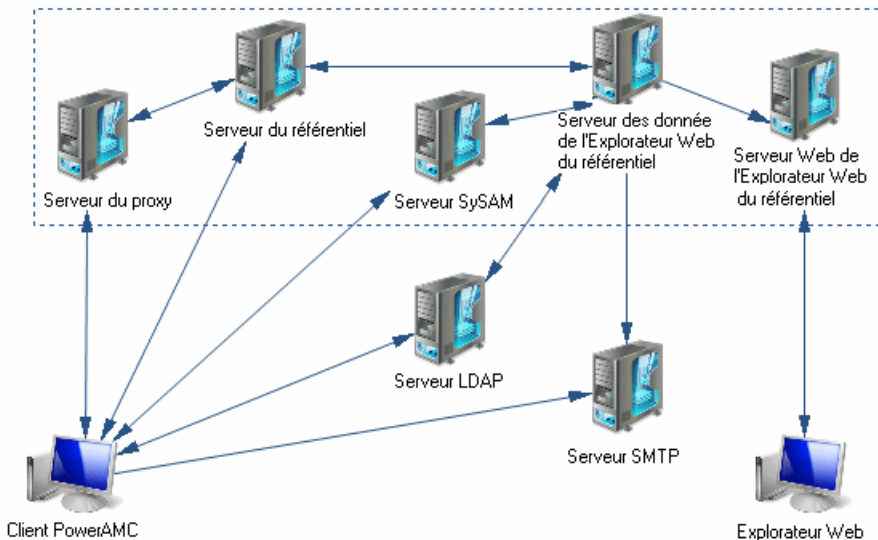 Serveur du proxy
Serveur du référentiel
Serveur SySAM
Serveur des donnée
de l'Explorateur Web
du référentiel
Serveur Web de
l'Explorateur Web
du référentiel
Serveur LDAP
Serveur SMTP
Client PowerAMC
Explorateur Web